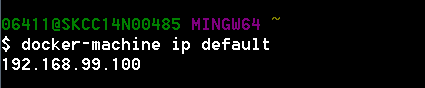 06411@SKCC14N00485 MINGW64 ~
$ docker-machine ip default
192.168.99.100